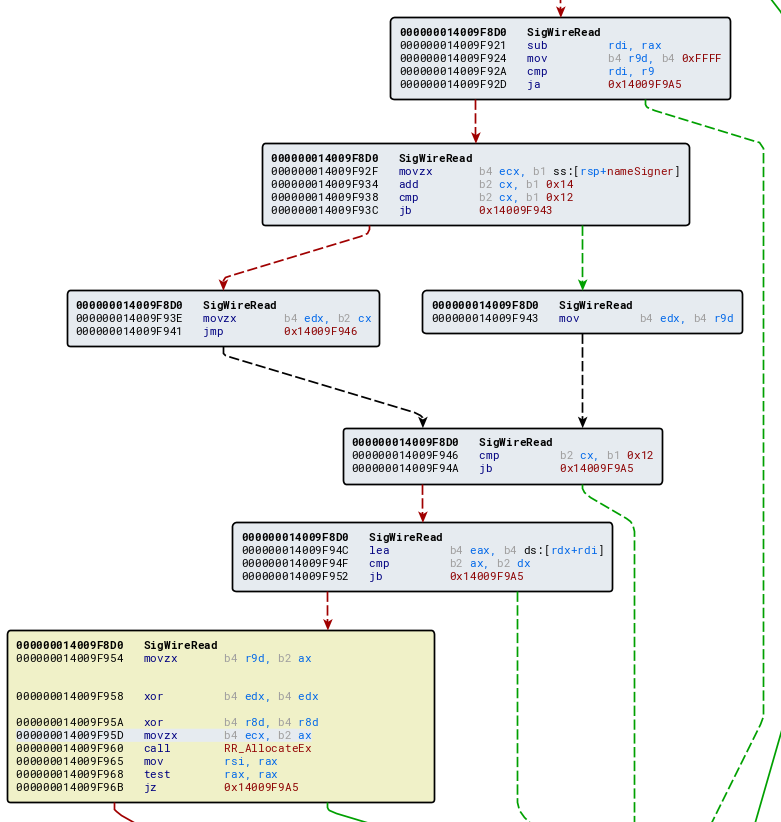 000000014009F8D0 SigWireRead
000000014009F921 sub rdi, rax
000000014009F924 mov b4 r9d, b4 0xFFFF
000000014009F92A cmp rdi, r9
000000014009F92D ja 0x14009F9A5
000000014009F8D0 SigWireRead
000000014009F92F movzx b4 ecx, b1 ss:[rsp+nameSigner]
000000014009F934 add b2 cx, b1 0x14
000000014009F938 cmp b2 cx, b1 0x12
000000014009F93C jb 0x14009F943
000000014009F8D0 SigWireRead
000000014009F93E movzx b4 edx, b2 cx
000000014009F941 jmp 0x14009F946
000000014009F8D0 SigWireRead
000000014009F943 mov b4 edx, b4 r9d
000000014009F8D0 SigWireRead
000000014009F946 cmp b2 cx, b1 0x12
000000014009F94A jb 0x14009F9A5
000000014009F8D0 SigWireRead
000000014009F94C lea b4 eax, b4 ds:[rdx+rdi]
000000014009F94F cmp b2 ax, b2 dx
000000014009F952 jb 0x14009F9A5
000000014009F8D0 SigWireRead
000000014009F954 movzx b4 r9d, b2 ax
000000014009F958 xor b4 edx, b4 edx
000000014009F95A xor b4 r8d, b4 r8d
000000014009F95D movzx b4 ecx, b2 ax
000000014009F960 call RR_AllocateEx
000000014009F965 mov rsi, rax
000000014009F968 test rax, rax
000000014009F96B jz 0x14009F9A5